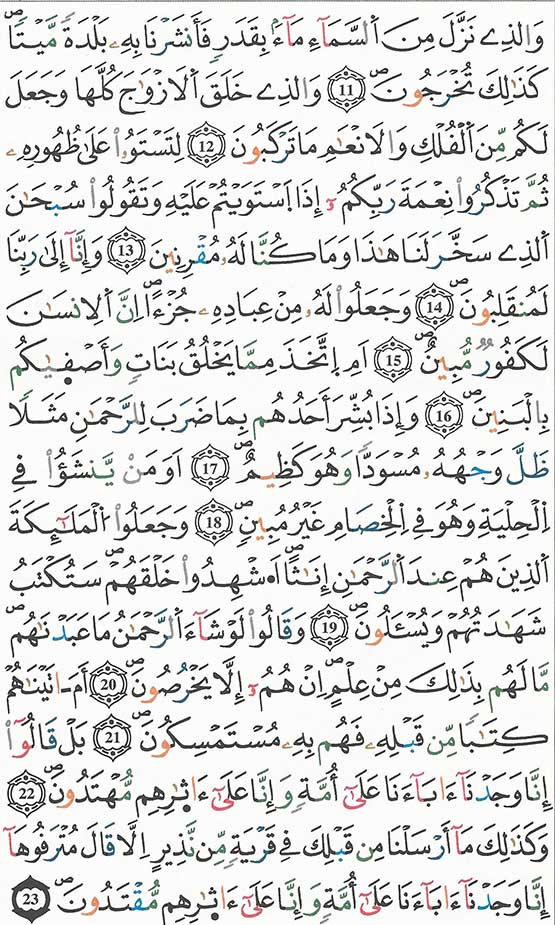 وَالذِے نَزَّلَ مِنَ اَ۬لسَّمَآءِ مَآءَۢ بِقَدَرٖ فَأَنشَرْنَا بِهِۦ بَلْدَةٗ مَّيْتاٗۖ
كَذَٰلِكَ تُخْرَجُونَۖ 11 وَالذِے خَلَقَ اَ۬لَازْوَٰجَ كُلَّهَا وَجَعَلَ
لَكُم مِّنَ اَ۬لْفُلْكِ وَالَانْعَٰمِ مَا تَرْكَبُونَ 12 لِتَسْتَوُۥاْ عَلَىٰ ظُهُورِهِۦ
ثُمَّ تَذْكُرُواْ نِعْمَةَ رَبِّكُمُۥٓ إِذَا اَ۪سْتَوَيْتُمْ عَلَيْهِ وَتَقُولُواْ سُبْحَٰنَ
اَ۬لذِے سَخَّرَ لَنَا هَٰذَا وَمَا كُنَّا لَهُۥ مُقْرِنِينَ 13 وَإِنَّآ إِلَىٰ رَبِّنَا
لَمُنقَلِبُونَۖ 14 وَجَعَلُواْ لَهُۥ مِنْ عِبَادِهِۦ جُزْءاًۖ اِنَّ اَ۬لِانسَٰنَ
لَكَفُورٞ مُّبِينٌۖ 15 اَمِ اِ۪تَّخَذَ مِمَّا يَخْلُقُ بَنَاتٖ وَأَصْفَيٰكُم
بِالْبَنِينَۖ 16 وَإِذَا بُشِّرَ أَحَدُهُم بِمَا ضَرَبَ لِلرَّحْمَٰنِ مَثَلاٗ
ظَلَّ وَجْهُهُۥ مُسْوَدّاٗ وَهُوَ كَظِيمٌۖ 17 اَوَمَنْ يَّنشَؤُاْ فِے
اِ۬لْحِلْيَةِ وَهُوَ فِے اِ۬لْخِصَامِ غَيْرُ مُبِينٖۖ 18 وَجَعَلُواْ اُ۬لْمَلَٰٓئِكَةَ
اَ۬لذِينَ هُمْ عِندَ اَ۬لرَّحْمَٰنِ إِنَٰثاًۖ اَ۟شْهِدُواْ خَلْقَهُمْۖ سَتُكْتَبُ
شَهَٰدَتُهُمْ وَيُسْـَٔلُونَۖ 19 وَقَالُواْ لَوْ شَآءَ اَ۬لرَّحْمَٰنُ مَا عَبَدْنَٰهُمۖ
مَّا لَهُم بِذَٰلِكَ مِنْ عِلْمٍۖ اِنْ هُمُۥٓ إِلَّا يَخْرُصُونَۖ 20 أَمَ اٰتَيْنَٰهُمْ
كِتَٰباٗ مِّن قَبْلِهِۦ فَهُم بِهِۦ مُسْتَمْسِكُونَۖ 21 بَلْ قَالُوٓاْ
إِنَّا وَجَدْنَآ ءَابَآءَنَا عَلَىٰٓ أُمَّةٖ وَإِنَّا عَلَىٰٓ ءَاثٰ۪رِهِم مُّهْتَدُونَۖ 22
وَكَذَٰلِكَ مَآ أَرْسَلْنَا مِن قَبْلِكَ فِے قَرْيَةٖ مِّن نَّذِيرٍ اِلَّا قَالَ مُتْرَفُوهَآ
إِنَّا وَجَدْنَآ ءَابَآءَنَا عَلَىٰٓ أُمَّةٖ وَإِنَّا عَلَىٰٓ ءَاثٰ۪رِهِم مُّقْتَدُونَۖ 23